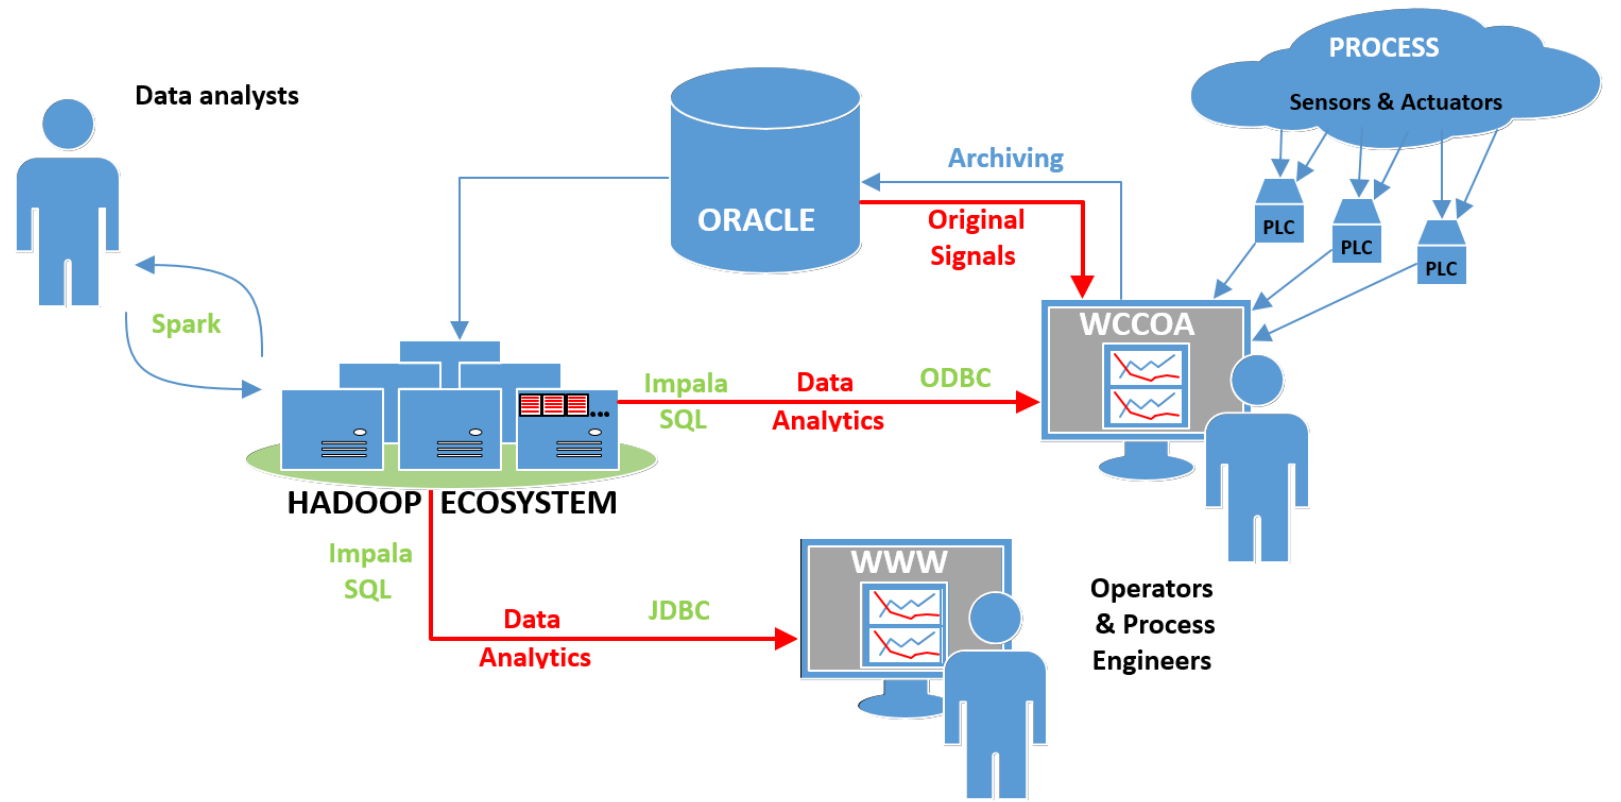 PROCESS
Sensors & Actuators
Data analysts
Archiving
ORACLE
Original
Signals
PLC
PLC
PLC
Spark
WCCOA
Impala
SQL
Data
Analytics
ODBC
HADOOP ECOSYSTEM
Impala
SQL
WWW
Data
Analytics
JDBC
Operators
& Process
Engineers